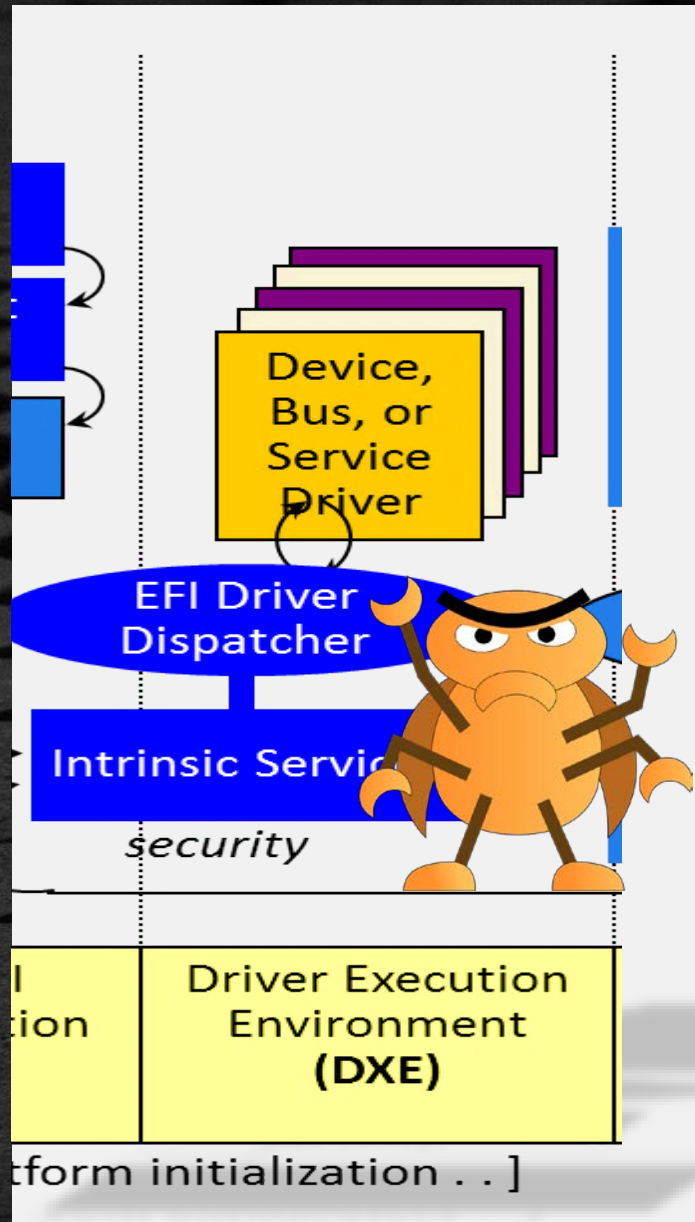 Device,
Bus, or
Service
Driver
EFI Driver
Dispatcher
Intrinsic Servic
security
Driver Execution
Environment
(DXE)
tion
tform initialization . . ]